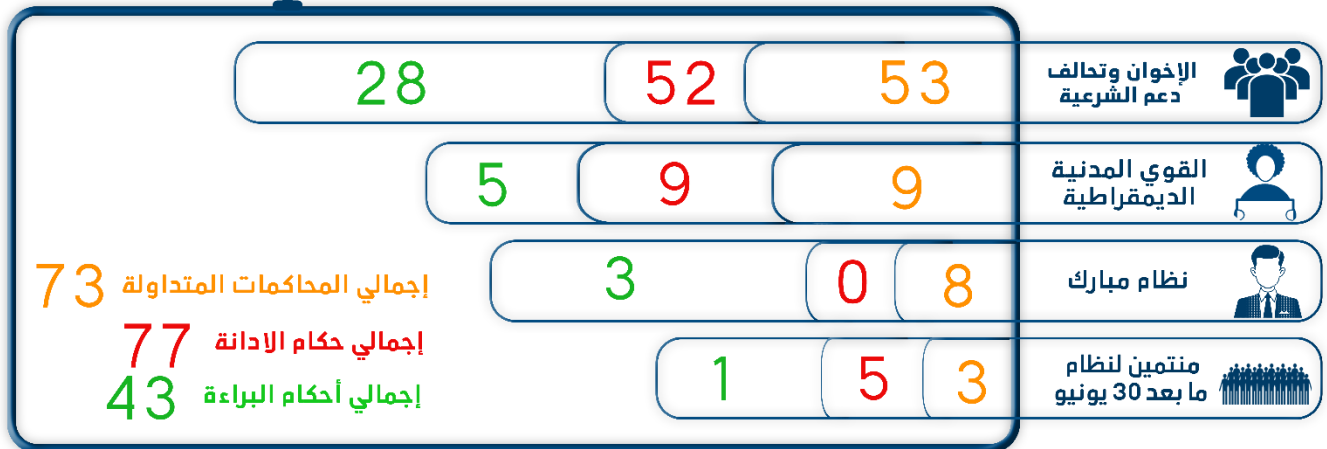 الإخوان وتحالف
دعم الشرعية
53 52 28
القوي المدنية
الديمقراطية
9 9 5
نظام مبارك
8 0 3
منتمين لنظام
ما بعد 30 يونيو
3 5 1
إجمالي المحاكمات المتداولة 73
إجمالي حكام الادانة 77
إجمالي أحكام البراءة 43